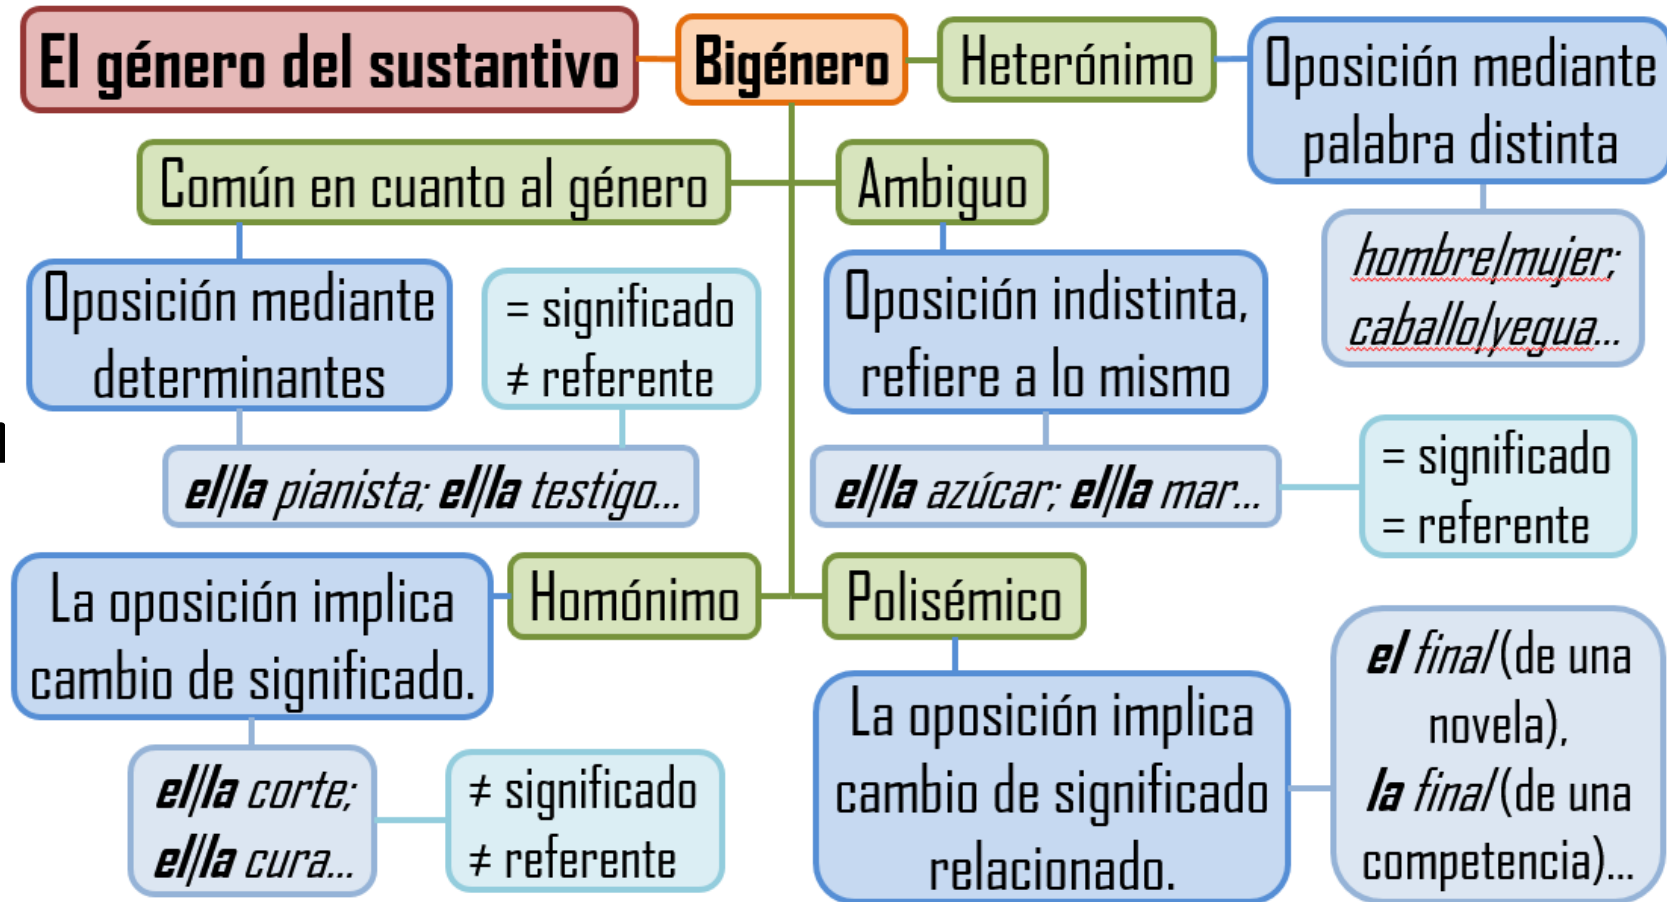 El género del sustantivo
Bigénero
Heterónimo
Oposición mediante
palabra distinta
hombre/mujer;
caballo/yegua...
Común en cuanto al género
Oposición mediante
determinantes
= significado
≠ referente
el/la pianista; el/la testigo...
Ambiguo
Oposición indistinta,
refiere a lo mismo
el/la azúcar; el/la mar...
= significado
= referente
Homónimo
La oposición implica
cambio de significado.
el/la corte;
el/la cura...
≠ significado
≠ referente
Polisémico
La oposición implica
cambio de significado
relacionado.
el final (de una
novela),
la final (de una
competencia)...